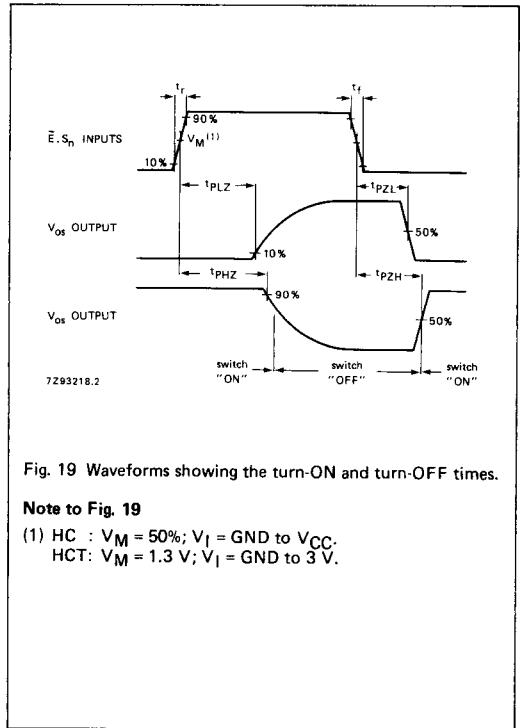 tr
tf
90%
Ē.Sn INPUTS
VM(1)
10%
tPLZ
tPZL
Vos OUTPUT
50%
10%
tPHZ
tPZH
90%
Vos OUTPUT
50%
switch "ON"
switch "OFF"
switch "ON"
7Z93218.2
Fig. 19 Waveforms showing the turn-ON and turn-OFF times.
Note to Fig. 19
(1) HC : VM = 50%; VI = GND to VCC.
HCT: VM = 1.3 V; VI = GND to 3 V.